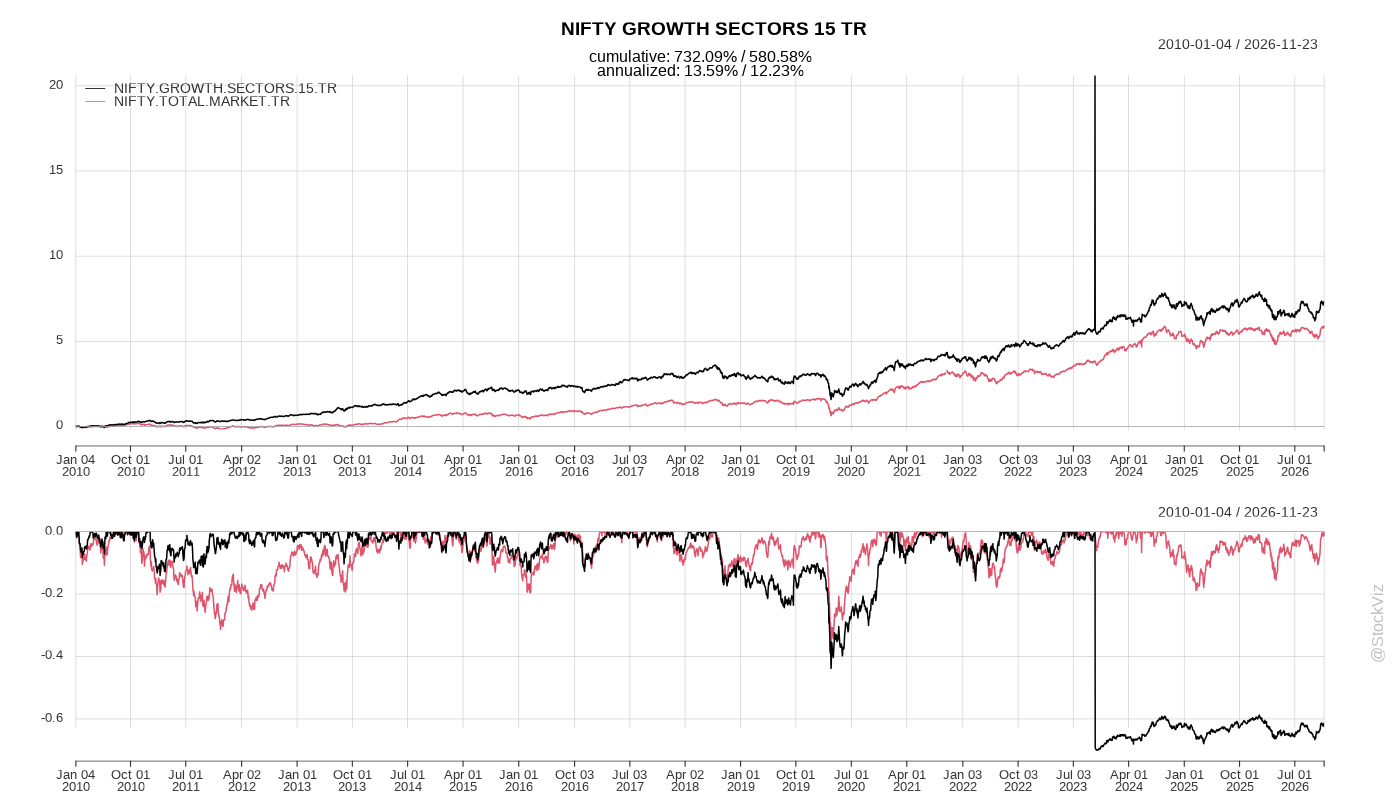 NIFTY GROWTH SECTORS 15 TR
cumulative: 732.09% / 580.58%
annualized: 13.59% / 12.23%
2010-01-04 / 2026-11-23
NIFTY.GROWTH.SECTORS.15.TR
NIFTY.TOTAL.MARKET.TR
20
15
10
5
0
Jan 04 Oct 01 Jul 01 Apr 02 Jan 01 Oct 01 Jul 01 Apr 01 Jan 01 Oct 03 Jul 03 Apr 02 Jan 01 Oct 01 Jul 01 Apr 01 Jan 03 Oct 03 Jul 03 Apr 01 Jan 01 Oct 01 Jul 01
2010 2010 2011 2012 2013 2013 2014 2015 2016 2016 2017 2018 2019 2019 2020 2021 2022 2022 2023 2024 2025 2025 2026
2010-01-04 / 2026-11-23
0.0
-0.2
-0.4
-0.6
Jan 04 Oct 01 Jul 01 Apr 02 Jan 01 Oct 01 Jul 01 Apr 01 Jan 01 Oct 03 Jul 03 Apr 02 Jan 01 Oct 01 Jul 01 Apr 01 Jan 03 Oct 03 Jul 03 Apr 01 Jan 01 Oct 01 Jul 01
2010 2010 2011 2012 2013 2013 2014 2015 2016 2016 2017 2018 2019 2019 2020 2021 2022 2022 2023 2024 2025 2025 2026
@StockViz